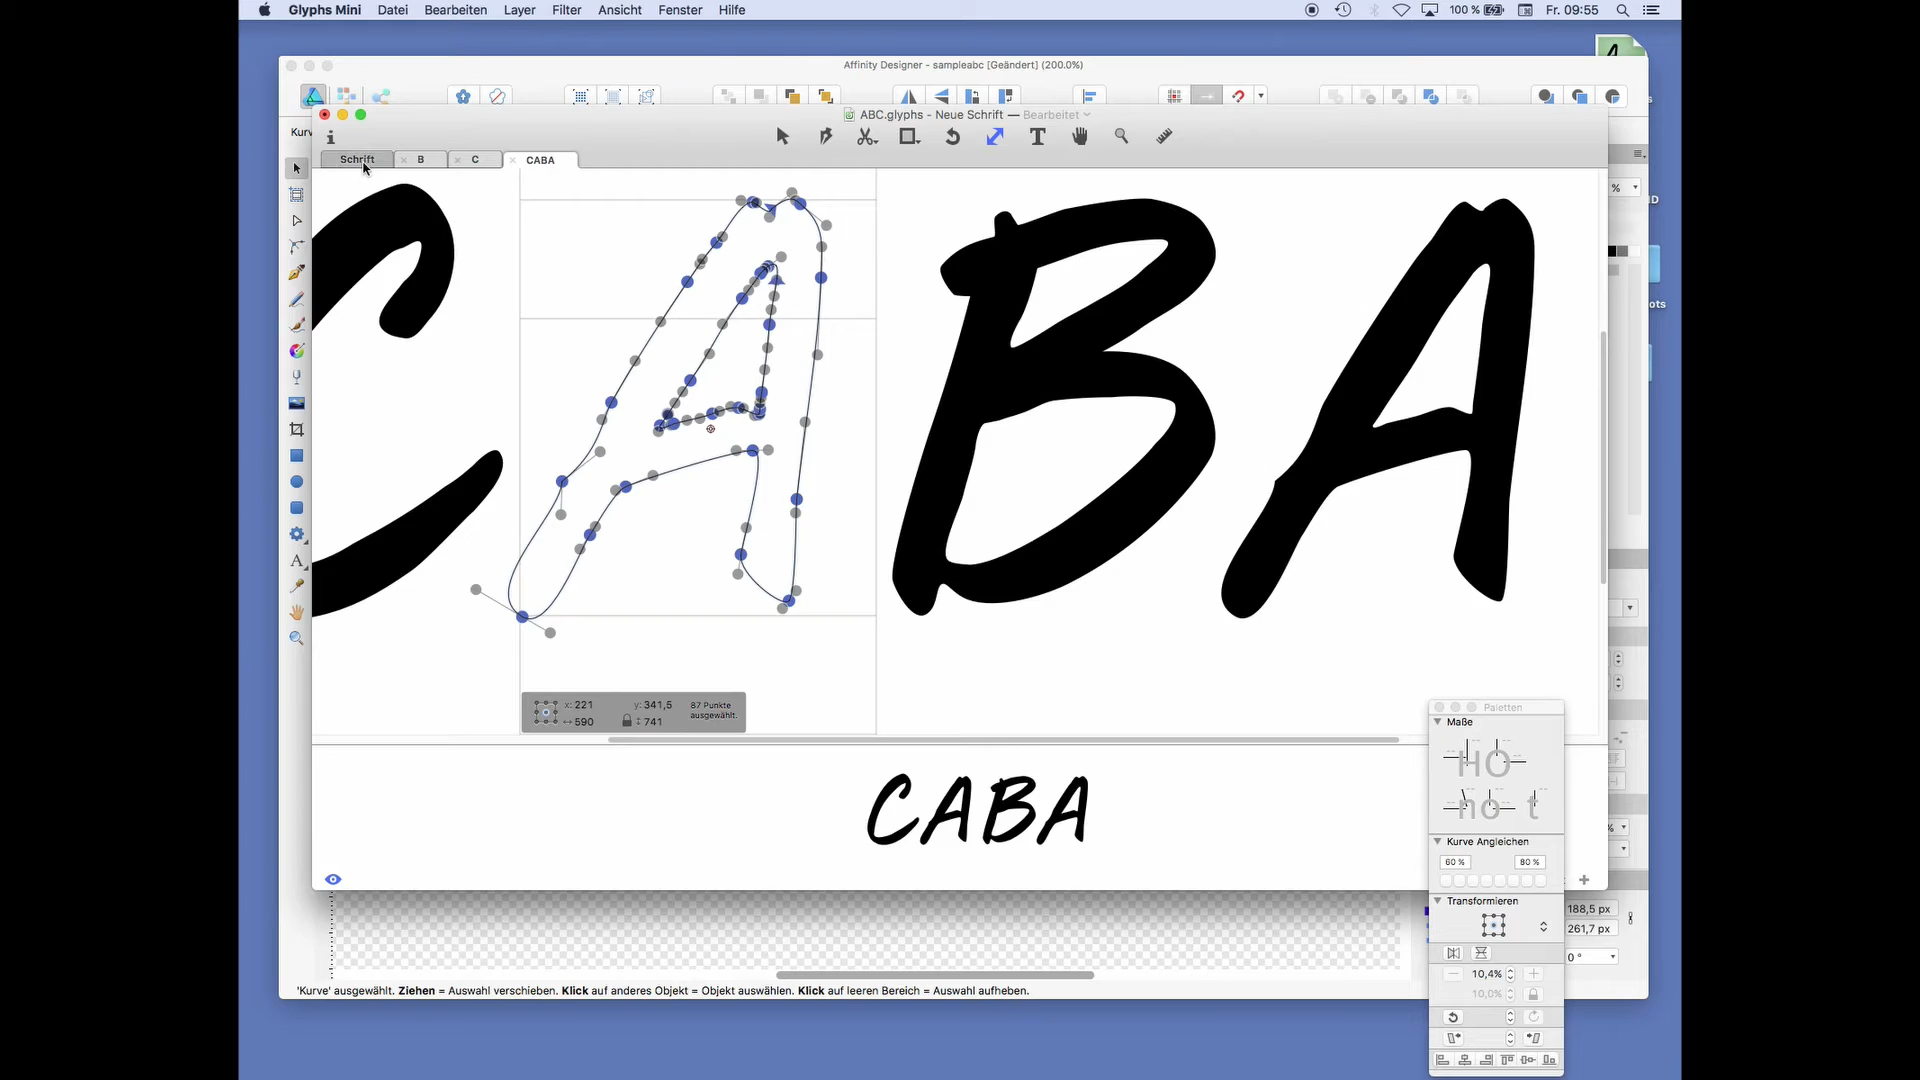 Glyphs Mini Datei Bearbeiten Layer Filter Ansicht Fenster Hilfe 100 % Fr. 09:55
Affinity Designer - sampleabc [Geändert] (200.0%)
ABC.glyphs - Neue Schrift — Bearbeitet
Schrift B C CABA
%
C A B A
x: 221 y: 341,5 87 Punkte
ausgewählt.
590 741
CABA
Paletten
Maße
HO
no t
Kurve Angleichen
60 % 80 %
Transformieren
188,5 px
261,7 px
0 °
10,4%
10,0%
'Kurve' ausgewählt. Ziehen = Auswahl verschieben. Klick auf anderes Objekt = Objekt auswählen. Klick auf leeren Bereich = Auswahl aufheben.